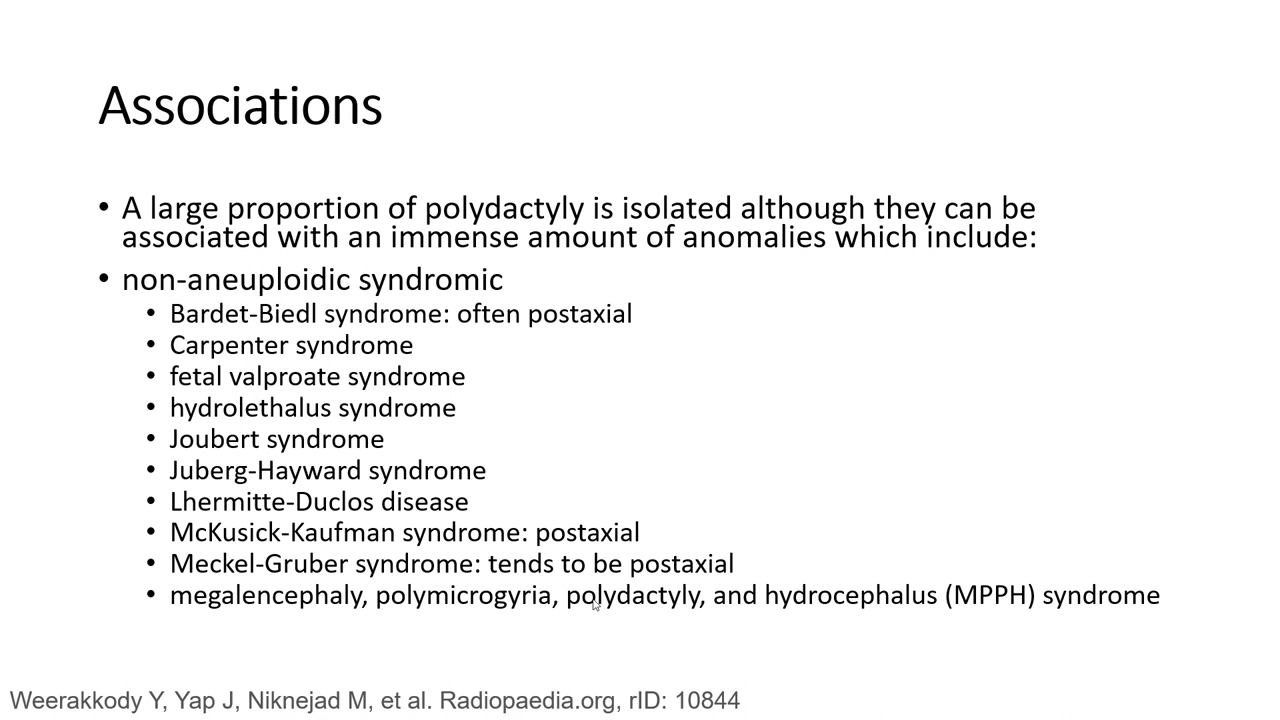 Associations
• A large proportion of polydactyly is isolated although they can be
associated with an immense amount of anomalies which include:
• non-aneuploidic syndromic
• Bardet-Biedl syndrome: often postaxial
• Carpenter syndrome
• fetal valproate syndrome
• hydrolethalus syndrome
• Joubert syndrome
• Juberg-Hayward syndrome
• Lhermitte-Duclos disease
• McKusick-Kaufman syndrome: postaxial
• Meckel-Gruber syndrome: tends to be postaxial
• megalencephaly, polymicrogyria, polydactyly, and hydrocephalus (MPPH) syndrome
Weerakkody Y, Yap J, Niknejad M, et al. Radiopaedia.org, rID: 10844